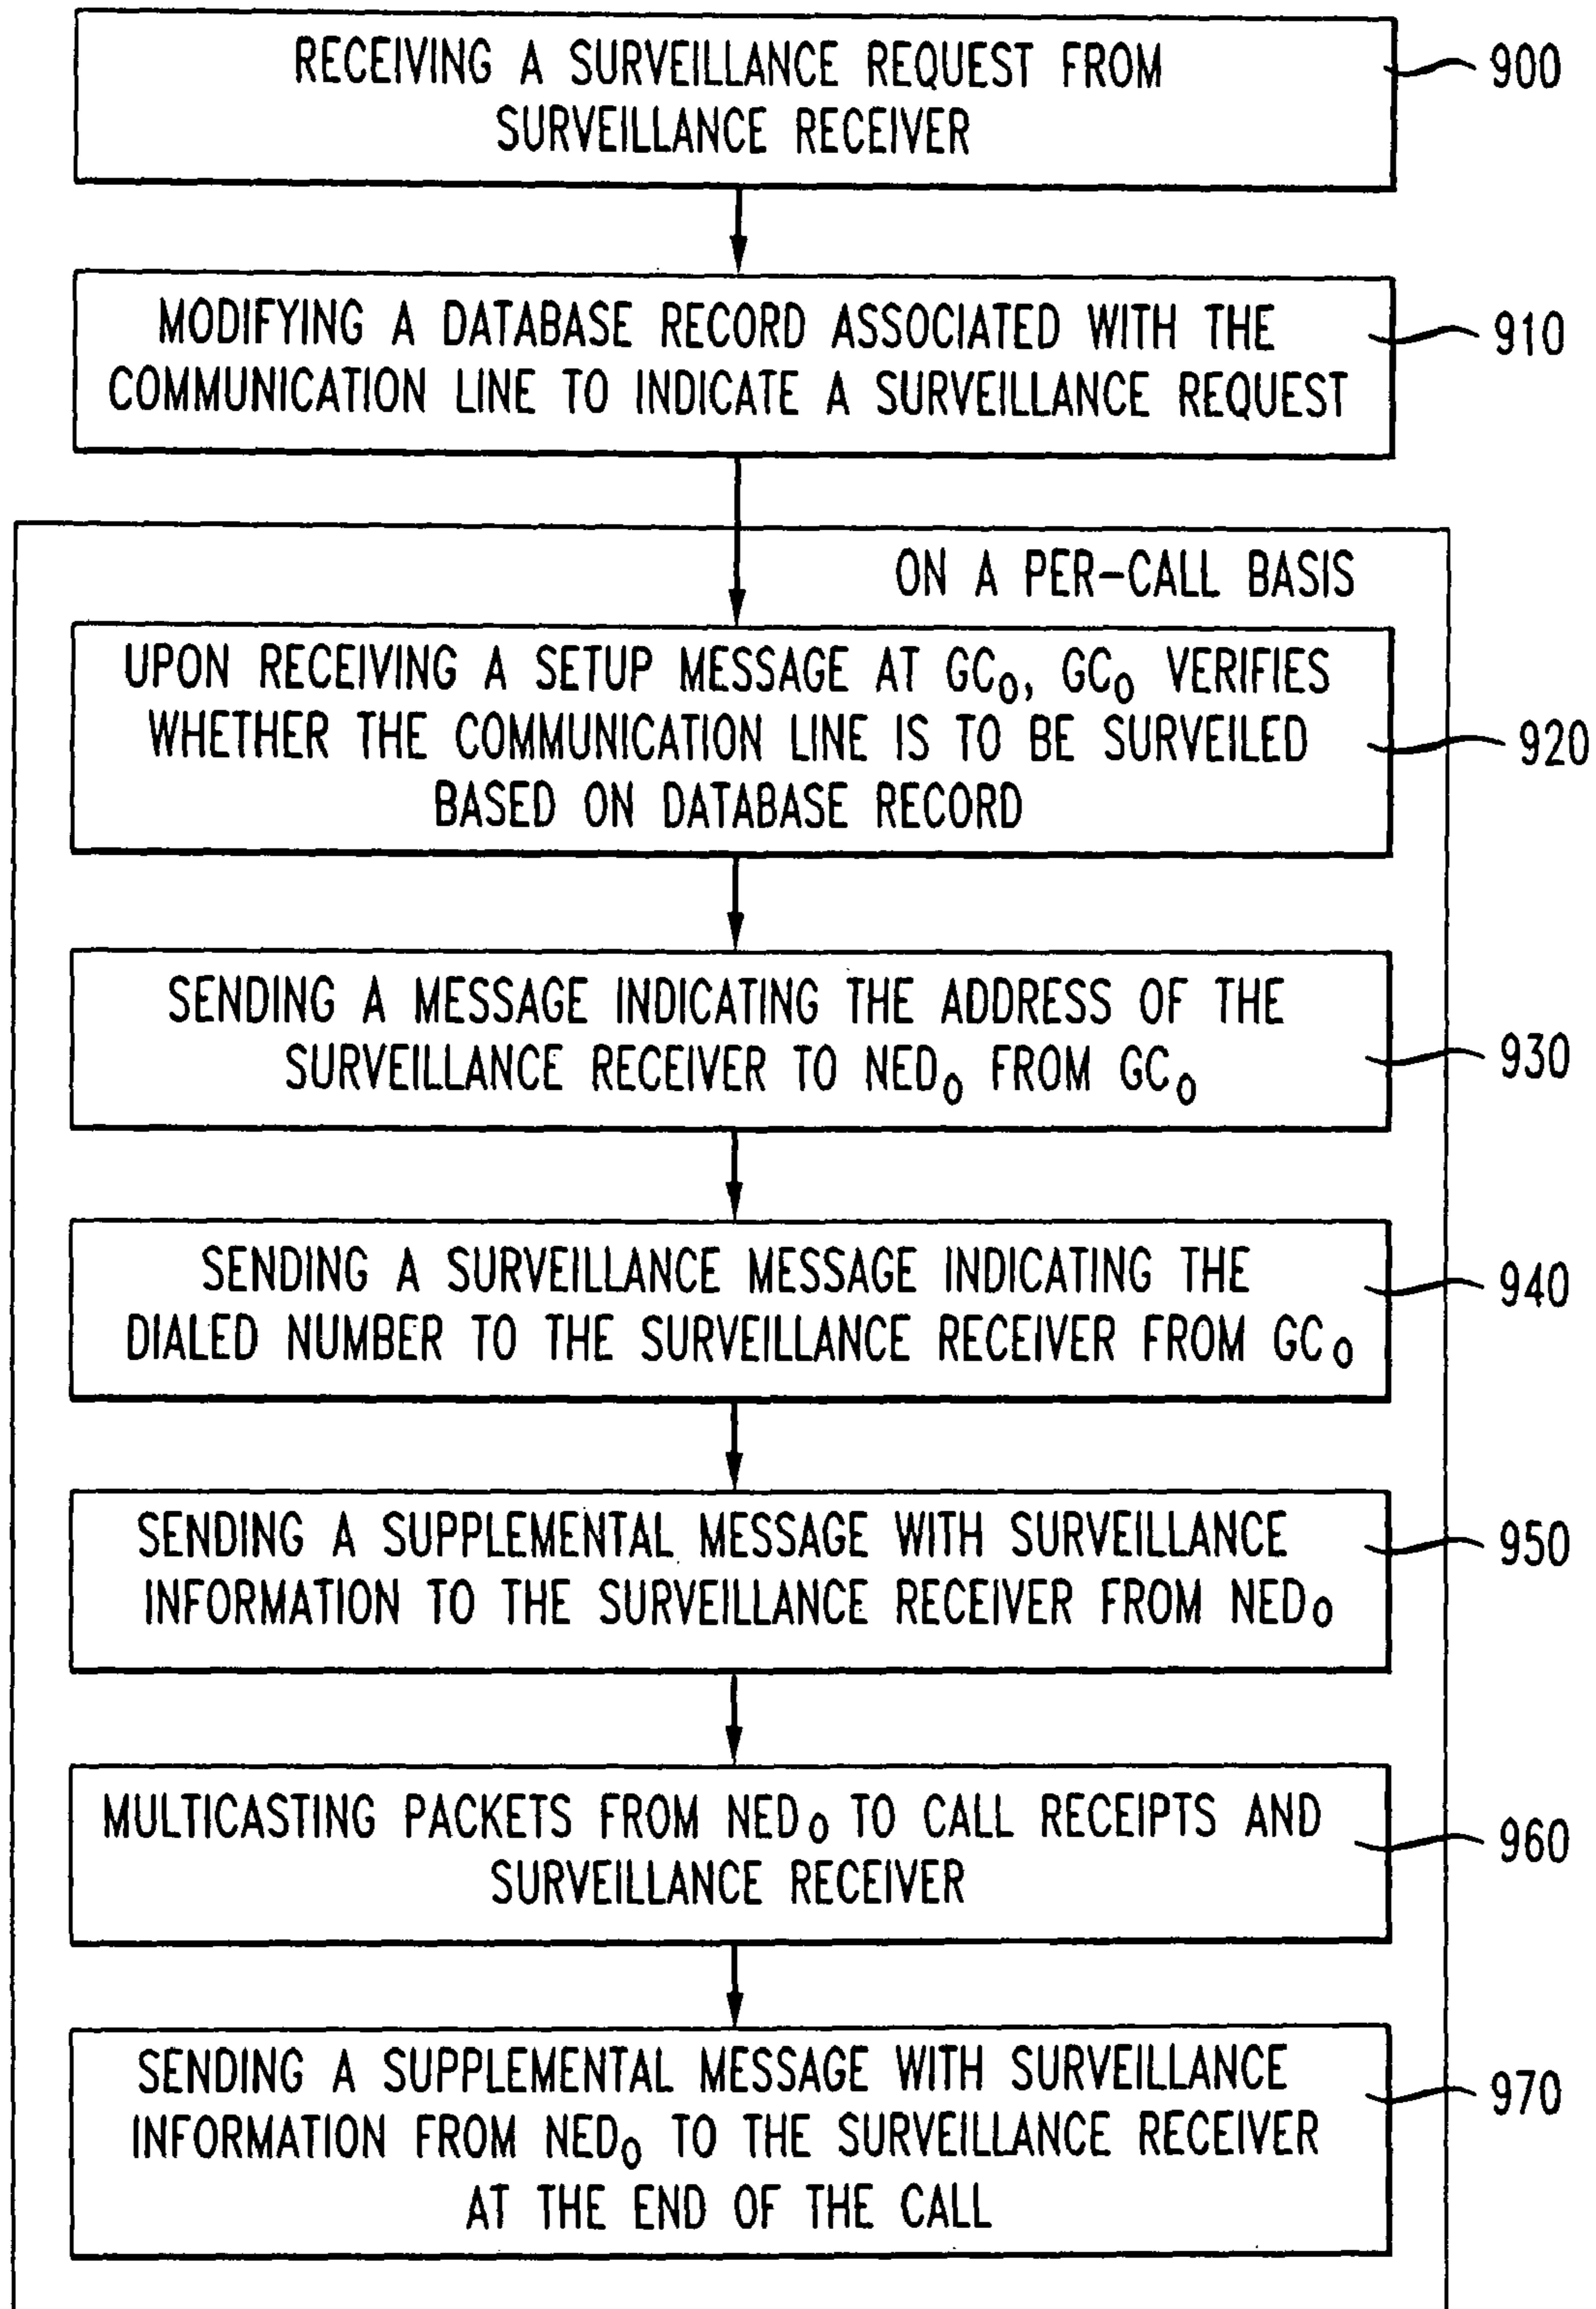 RECEIVING A SURVEILLANCE REQUEST FROM
SURVEILLANCE RECEIVER
900
MODIFYING A DATABASE RECORD ASSOCIATED WITH THE
COMMUNICATION LINE TO INDICATE A SURVEILLANCE REQUEST
910
ON A PER-CALL BASIS
UPON RECEIVING A SETUP MESSAGE AT GC₀, GC₀ VERIFIES
WHETHER THE COMMUNICATION LINE IS TO BE SURVEILED
BASED ON DATABASE RECORD
920
SENDING A MESSAGE INDICATING THE ADDRESS OF THE
SURVEILLANCE RECEIVER TO NED₀ FROM GC₀
930
SENDING A SURVEILLANCE MESSAGE INDICATING THE
DIALED NUMBER TO THE SURVEILLANCE RECEIVER FROM GC₀
940
SENDING A SUPPLEMENTAL MESSAGE WITH SURVEILLANCE
INFORMATION TO THE SURVEILLANCE RECEIVER FROM NED₀
950
MULTICASTING PACKETS FROM NED₀ TO CALL RECEIPTS AND
SURVEILLANCE RECEIVER
960
SENDING A SUPPLEMENTAL MESSAGE WITH SURVEILLANCE
INFORMATION FROM NED₀ TO THE SURVEILLANCE RECEIVER
AT THE END OF THE CALL
970